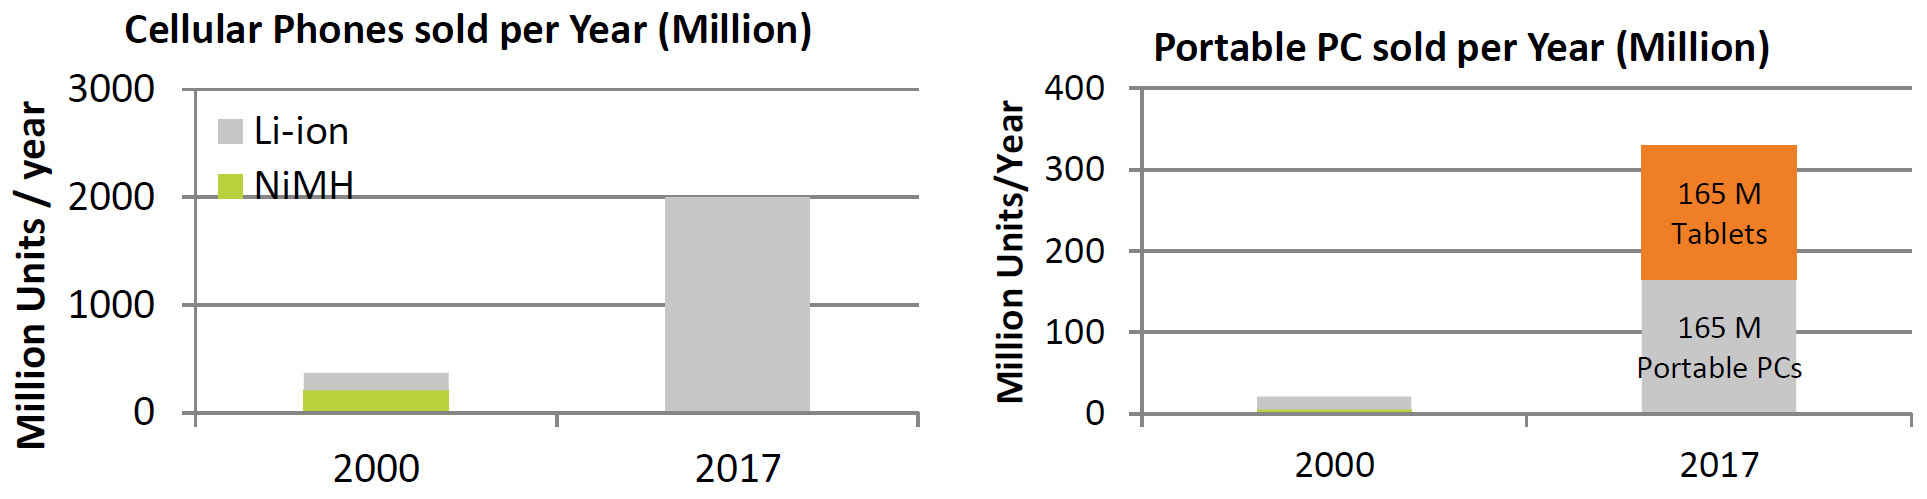 Cellular Phones sold per Year (Million)
Million Units / year
3000
2000
1000
0
Li-ion
NiMH
2000
2017
Portable PC sold per Year (Million)
Million Units/Year
400
300
200
100
0
165 M
Tablets
165 M
Portable PCs
2000
2017